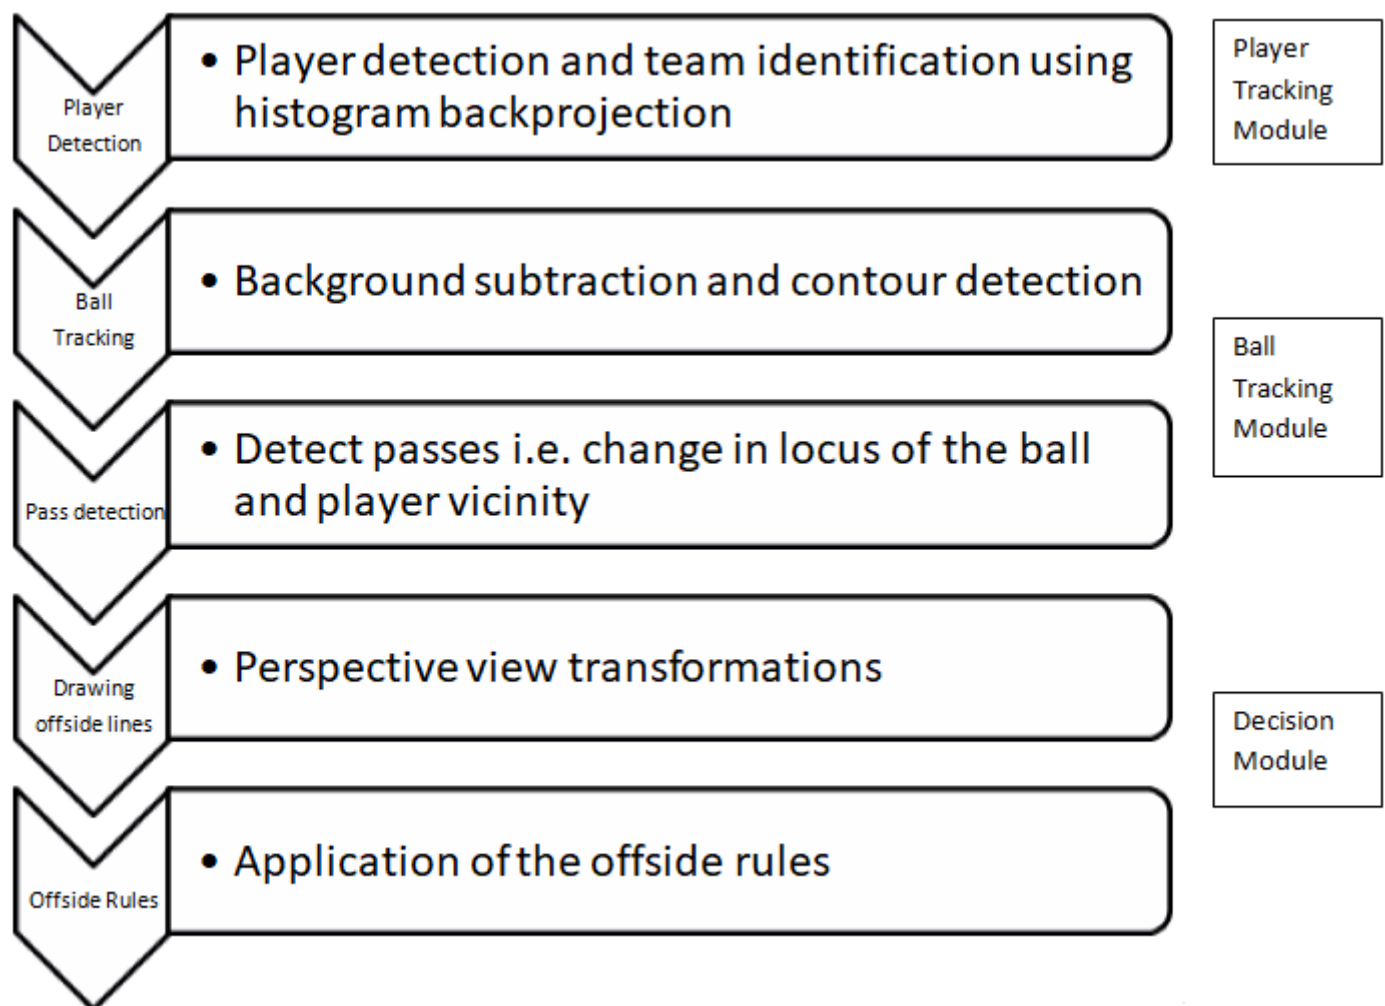 Player
Detection
• Player detection and team identification using
histogram backprojection
Player
Tracking
Module
Ball
Tracking
• Background subtraction and contour detection
Ball
Tracking
Module
Pass detection
• Detect passes i.e. change in locus of the ball
and player vicinity
Drawing
offside lines
• Perspective view transformations
Decision
Module
Offside Rules
• Application of the offside rules